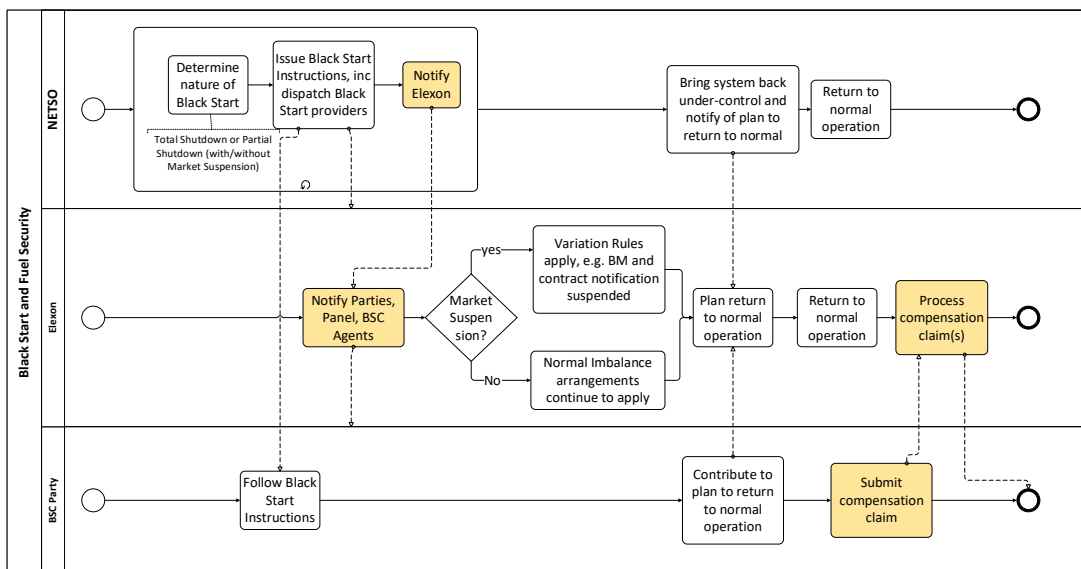 Black Start and Fuel Security
NETSO
Determine
nature of
Black Start
Issue Black Start
Instructions, inc
dispatch Black
Start providers
Notify
Elexon
Total Shutdown or Partial
Shutdown (with/without
Market Suspension)
Bring system back
under-control and
notify of plan to
return to normal
Return to
normal
operation
Elexon
Notify Parties,
Panel, BSC
Agents
Market
Suspen
sion?
yes
Variation Rules
apply, e.g. BM and
contract notification
suspended
No
Normal Imbalance
arrangements
continue to apply
Plan return
to normal
operation
Return to
normal
operation
Process
compensation
claim(s)
BSC Party
Follow Black
Start
Instructions
Contribute to
plan to return
to normal
operation
Submit
compensation
claim